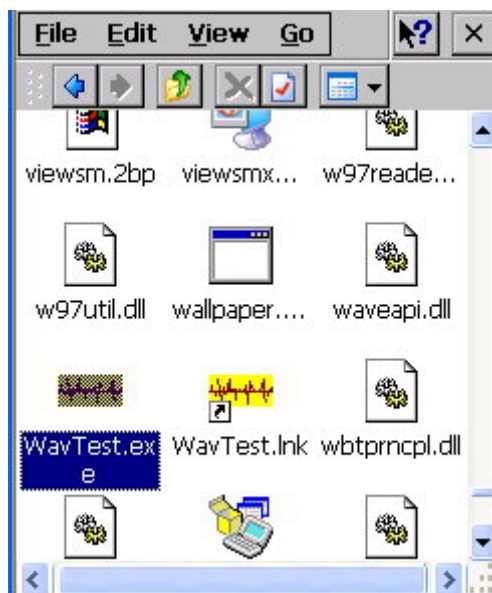 File Edit View Go
viewsm.2bp viewsmx... w97reade...
w97util.dll wallpaper.... waveapi.dll
WavTest.ex WavTest.lnk wbtprncpl.dll
e